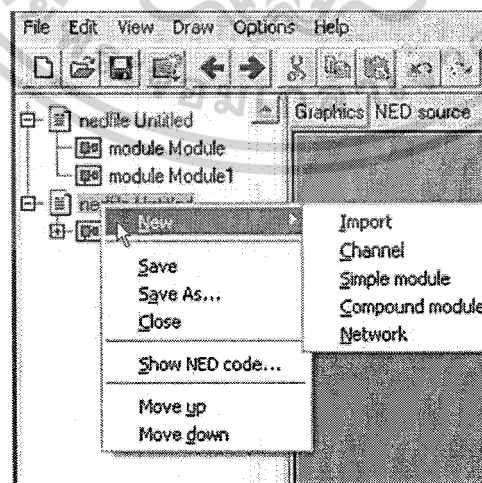 File Edit View Draw Options Help
Graphics NED source
nedfile Untitled
module Module
module Module1
New
Save
Save As...
Close
Show NED code...
Move up
Move down
Import
Channel
Simple module
Compound module
Network